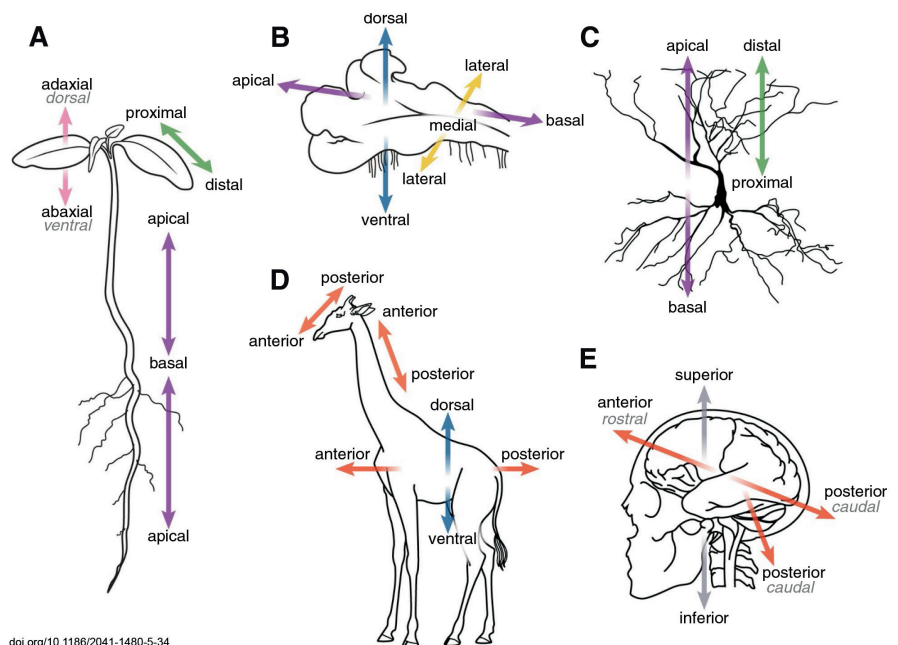 A
adaxial
dorsal
proximal
distal
abaxial
ventral
apical
basal
apical
B
dorsal
lateral
apical
basal
medial
lateral
ventral
C
apical
distal
proximal
basal
D
posterior
anterior
anterior
posterior
dorsal
anterior
posterior
ventral
E
superior
anterior
rostral
posterior
caudal
posterior
caudal
inferior
doi.org/10.1186/2041-1480-5-34